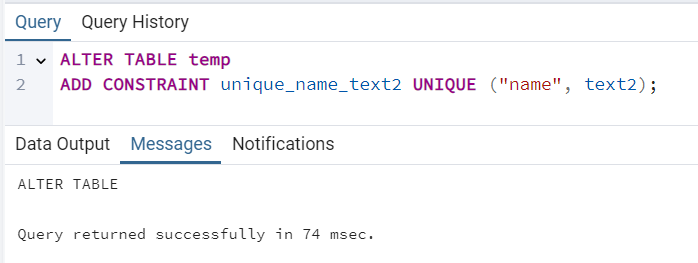 Query Query History
1 ALTER TABLE temp
2 ADD CONSTRAINT unique_name_text2 UNIQUE ("name", text2);
Data Output Messages Notifications
ALTER TABLE
Query returned successfully in 74 msec.